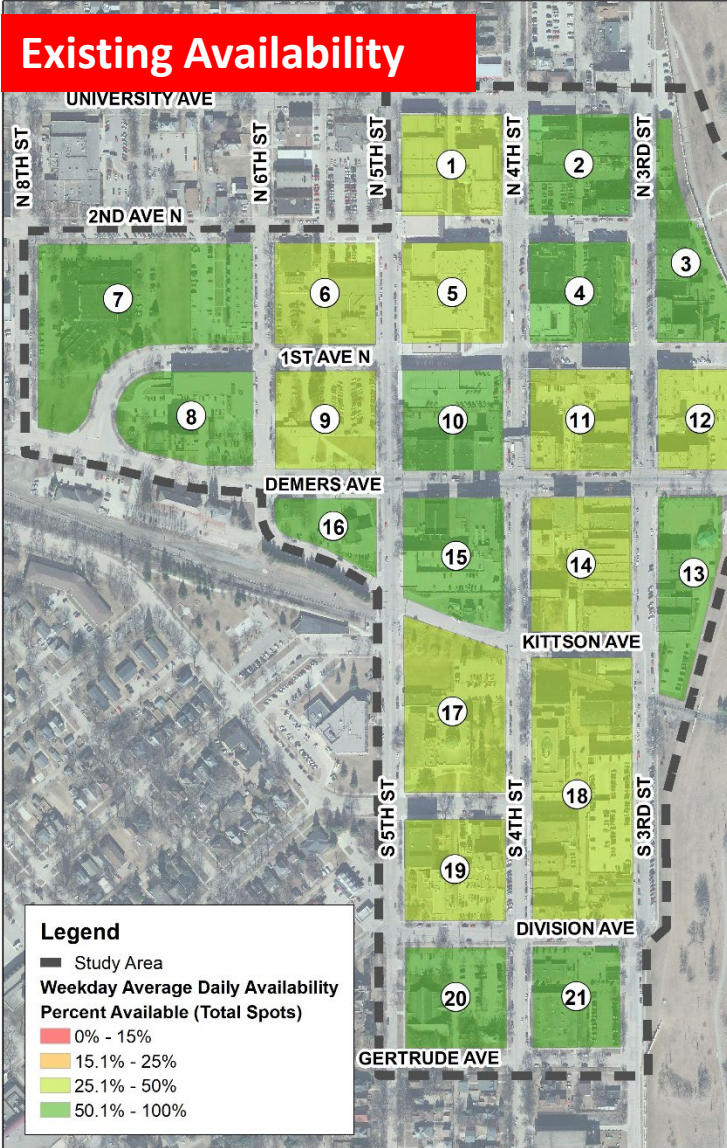 Existing Availability
UNIVERSITY AVE
N 8TH ST
N 6TH ST
N 5TH ST
N 4TH ST
N 3RD ST
1
2
2ND AVE N
3
7
6
5
4
1ST AVE N
8
9
10
11
12
DEMERS AVE
16
15
14
13
KITTSON AVE
17
18
S 5TH ST
S 4TH ST
S 3RD ST
19
DIVISION AVE
20
21
GERTRUDE AVE
Legend
Study Area
Weekday Average Daily Availability
Percent Available (Total Spots)
0% - 15%
15.1% - 25%
25.1% - 50%
50.1% - 100%